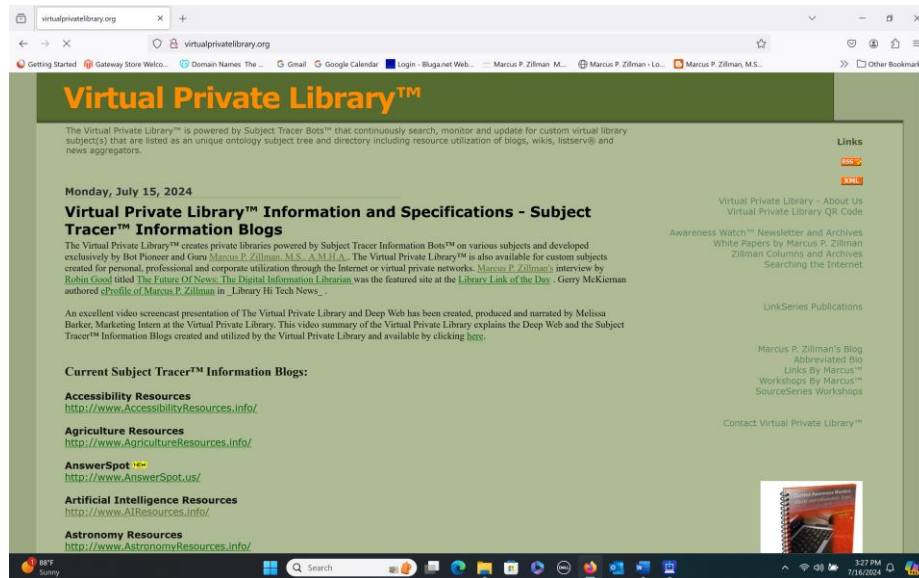 virtualprivatelibrary.org
virtualprivatelibrary.org
Getting Started Gateway Store Welco... Domain Names The ... Gmail Google Calendar Login - Bluga.net Web... Marcus P. Zillman M... Marcus P. Zillman - Lo... Marcus P. Zillman, M.S... Other Bookmark
Virtual Private Library™
The Virtual Private Library™ is powered by Subject Tracer Bots™ that continuously search, monitor and update for custom virtual library
subject(s) that are listed as an unique ontology subject tree and directory including resource utilization of blogs, wikis, listserv® and
news aggregators.
Monday, July 15, 2024
Virtual Private Library™ Information and Specifications - Subject
Tracer™ Information Blogs
The Virtual Private Library™ creates private libraries powered by Subject Tracer Information Bots™ on various subjects and developed
exclusively by Bot Pioneer and Guru Marcus P. Zillman, M.S., A.M.H.A.. The Virtual Private Library™ is also available for custom subjects
created for personal, professional and corporate utilization through the Internet or virtual private networks. Marcus P. Zillman's interview by
Robin Good titled The Future Of News: The Digital Information Librarian was the featured site at the Library Link of the Day . Gerry McKiernan
authored eProfile of Marcus P. Zillman in _Library Hi Tech News_ .
An excellent video screencast presentation of The Virtual Private Library and Deep Web has been created, produced and narrated by Melissa
Barker, Marketing Intern at the Virtual Private Library. This video summary of the Virtual Private Library explains the Deep Web and the Subject
Tracer™ Information Blogs created and utilized by the Virtual Private Library and available by clicking here.
Current Subject Tracer™ Information Blogs:
Accessibility Resources
http://www.AccessibilityResources.info/
Agriculture Resources
http://www.AgricultureResources.info/
AnswerSpot NEW
http://www.AnswerSpot.us/
Artificial Intelligence Resources
http://www.AIResources.info/
Astronomy Resources
http://www.AstronomyResources.info/
Links
RSS
XML
Virtual Private Library - About Us
Virtual Private Library QR Code
Awareness Watch™ Newsletter and Archives
White Papers by Marcus P. Zillman
Zillman Columns and Archives
Searching the Internet
LinkSeries Publications
Marcus P. Zillman's Blog
Abbreviated Bio
Links By Marcus™
Workshops By Marcus™
SourceSeries Workshops
Contact Virtual Private Library™
88°F
Sunny
Search
3:27 PM
7/16/2024